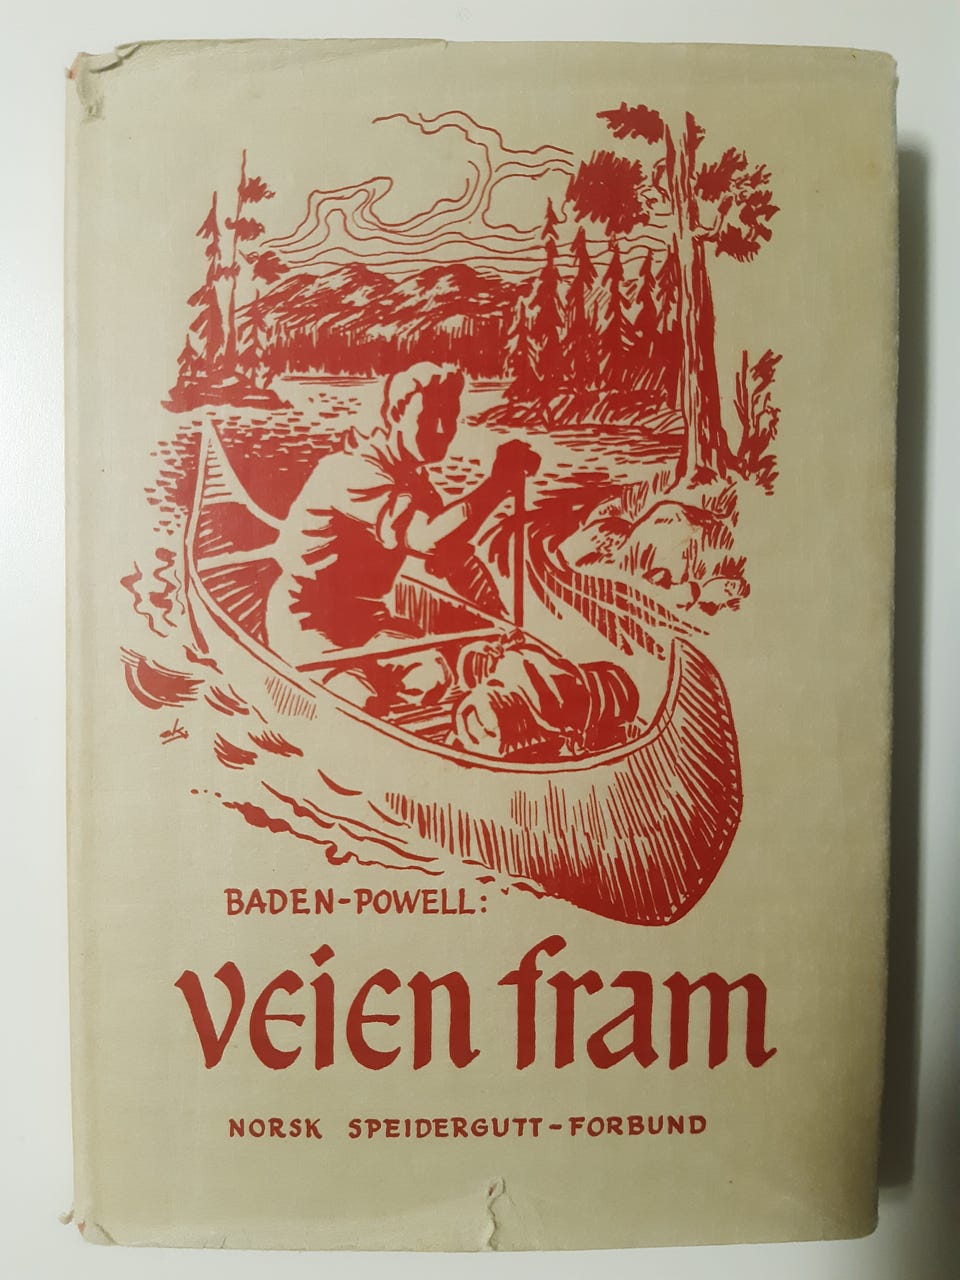 BADEN-POWELL:
veien fram
NORSK SPEIDERGUTT-FORBUND